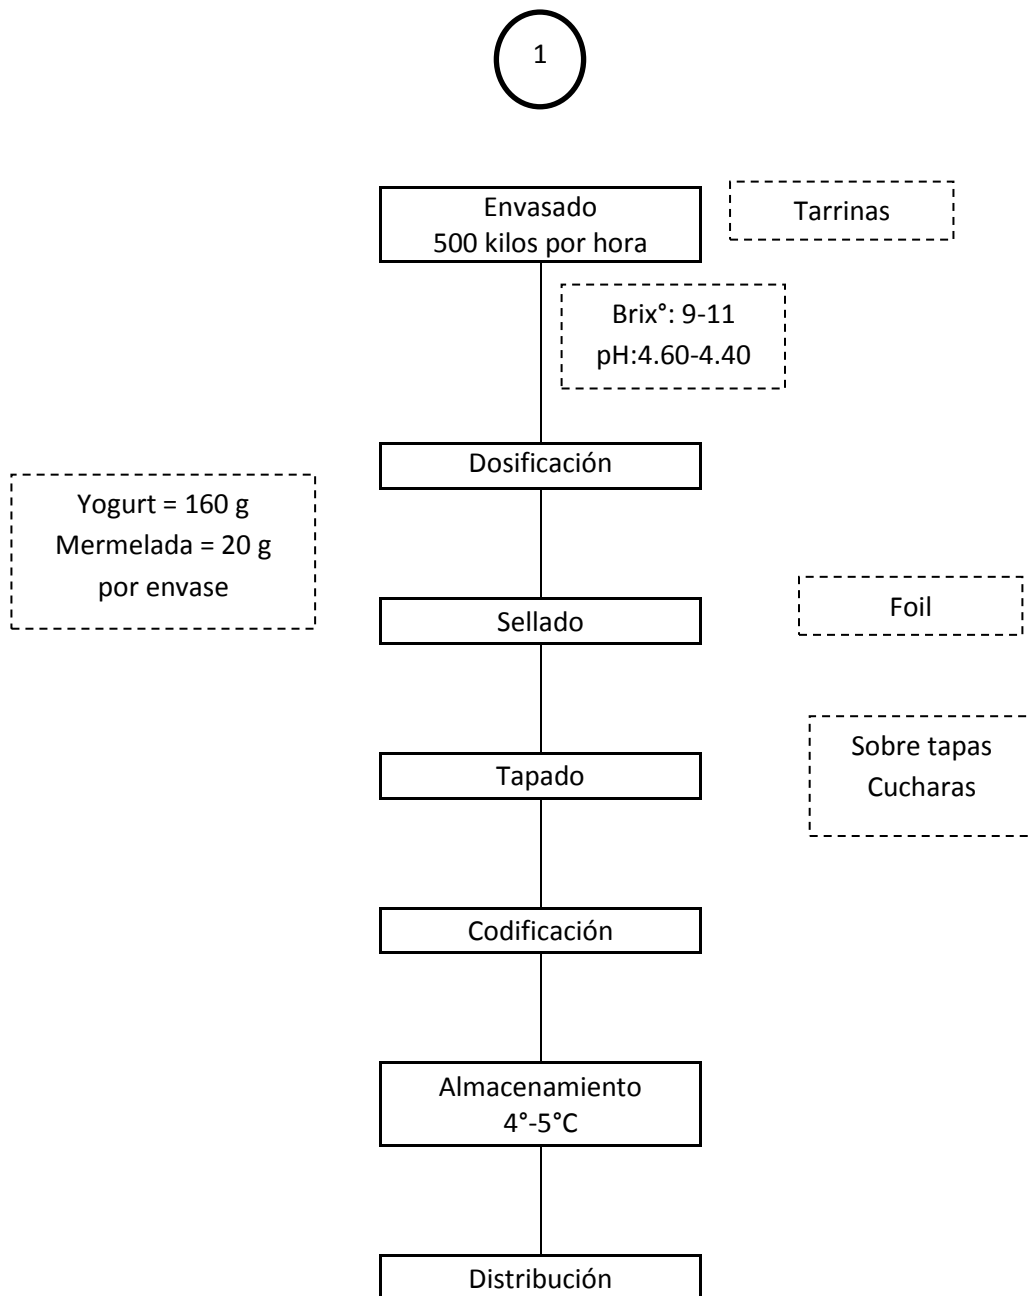 1
Envasado
500 kilos por hora
Tarrinas
Brix°: 9-11
pH:4.60-4.40
Dosificación
Yogurt = 160 g
Mermelada = 20 g
por envase
Sellado
Foil
Sobre tapas
Cucharas
Tapado
Codificación
Almacenamiento
4°-5°C
Distribución